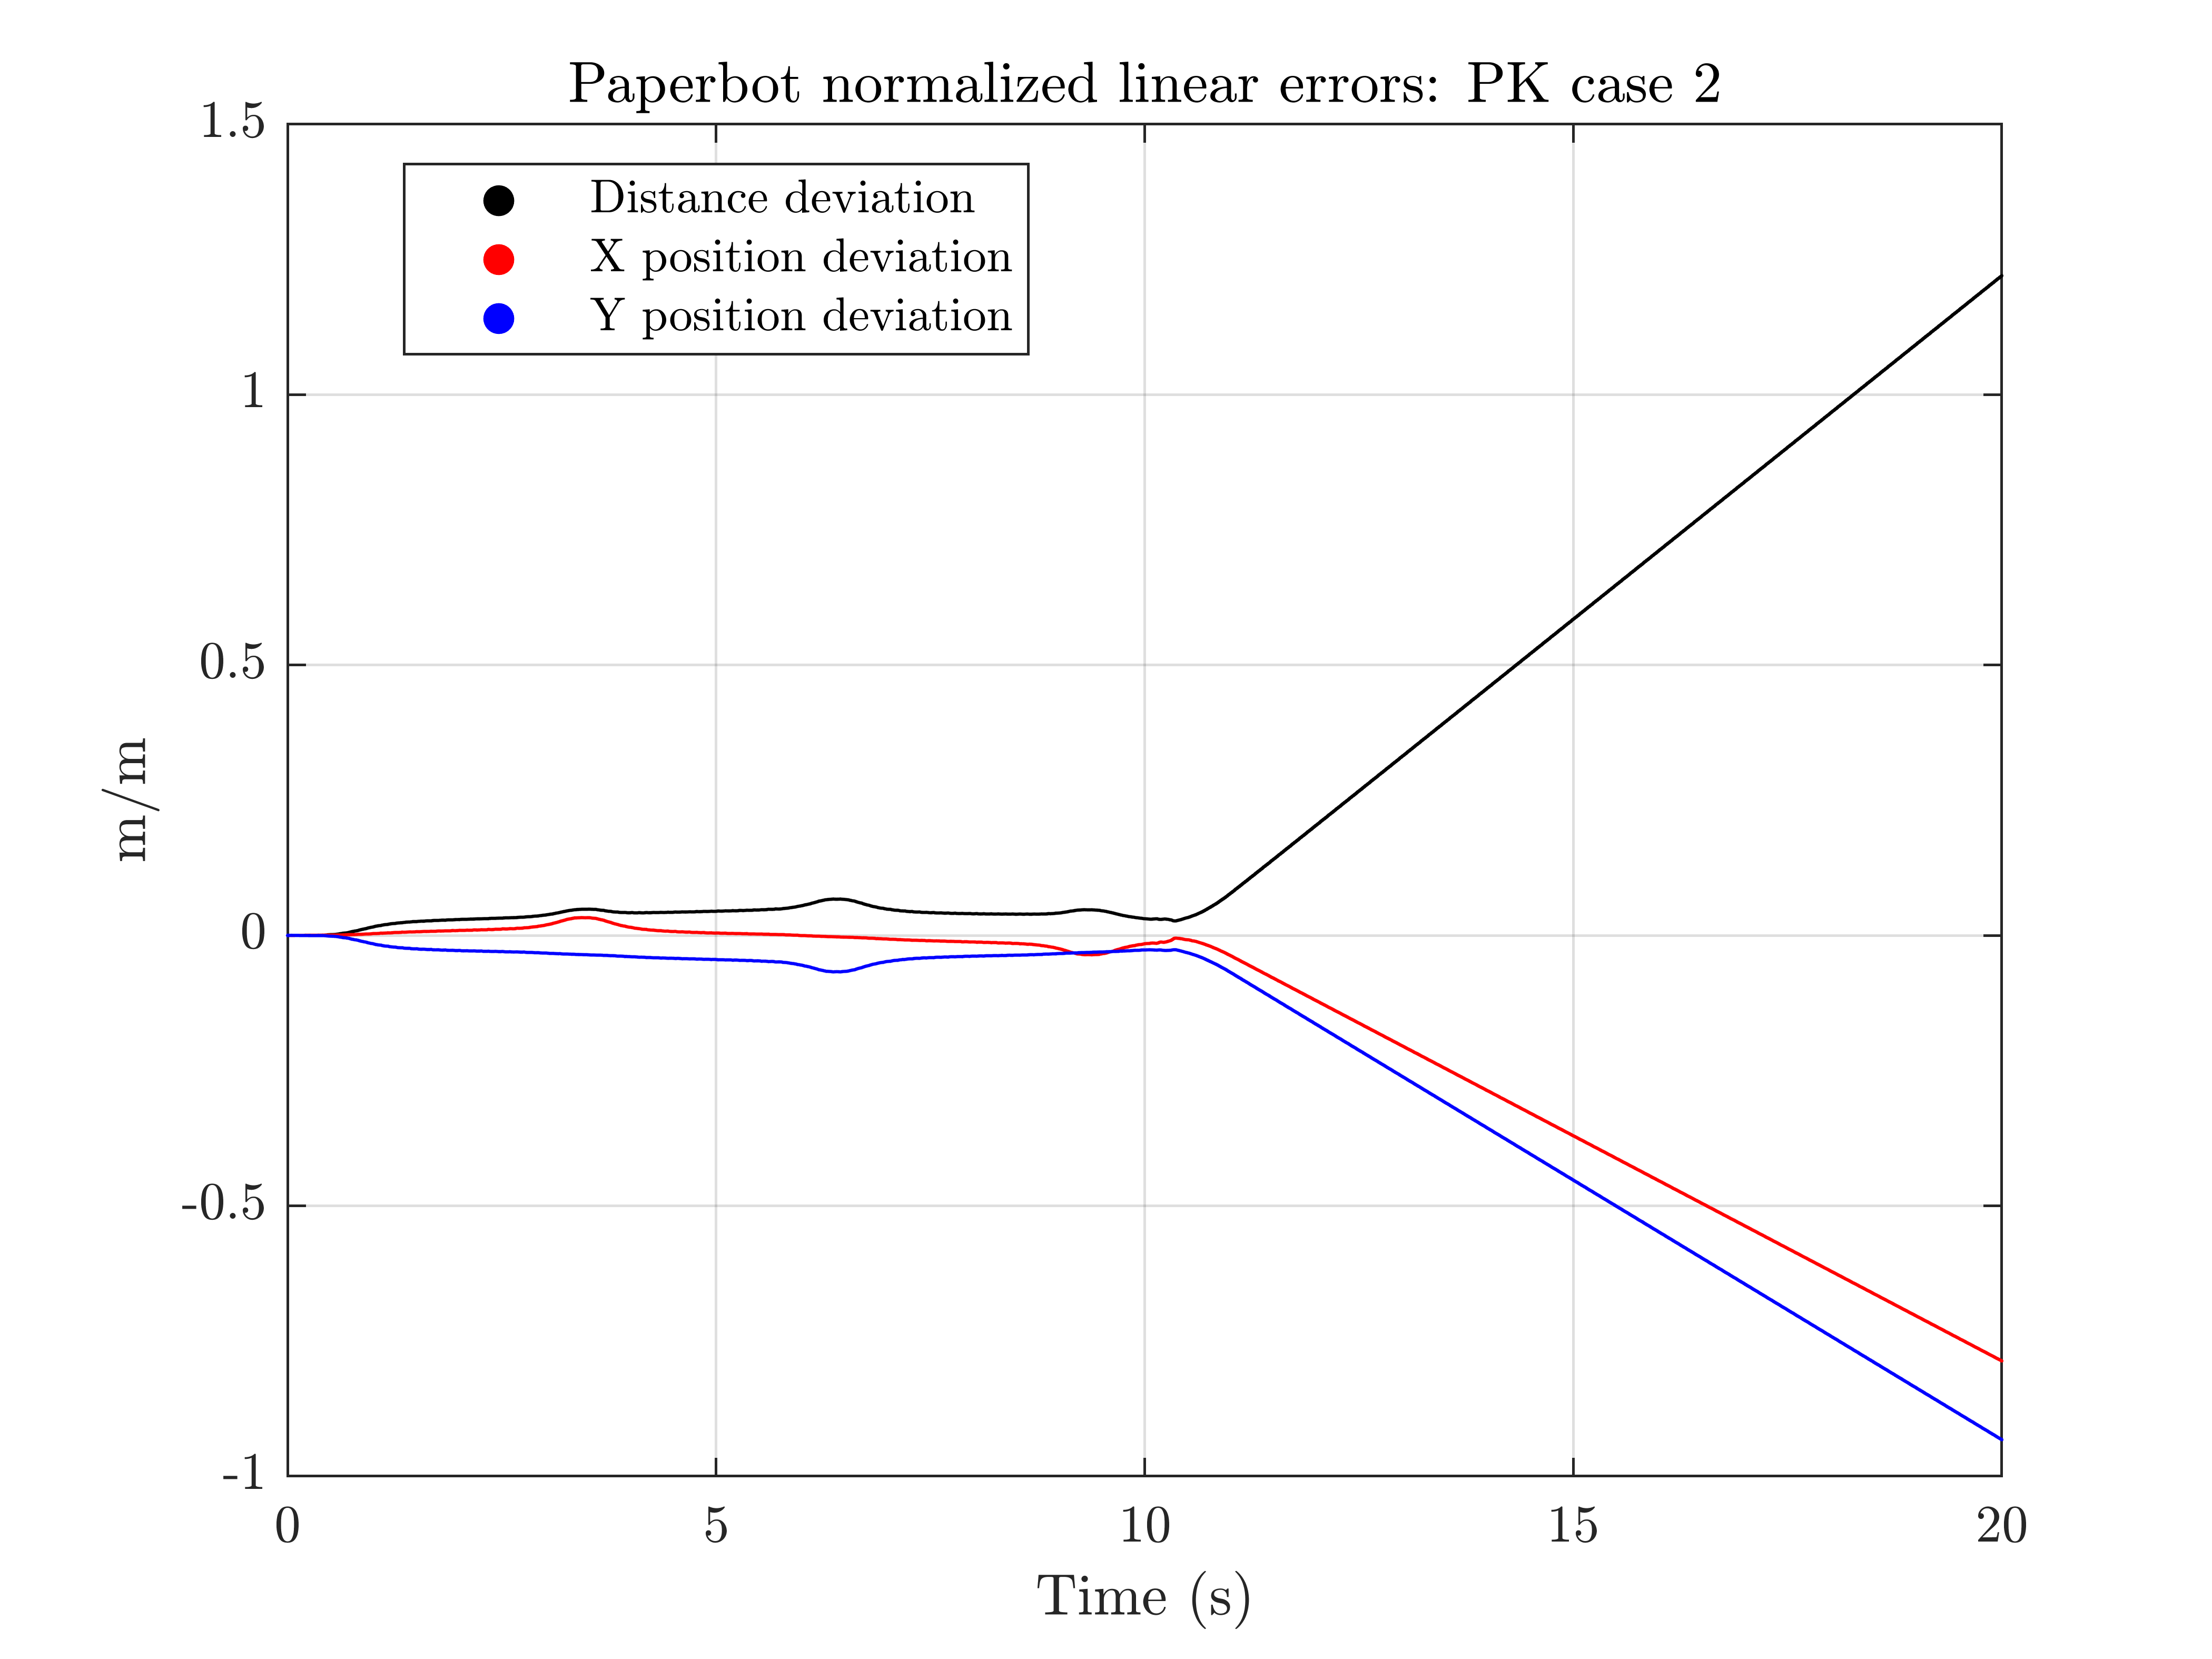 Paperbot normalized linear errors: PK case 2
1.5
1
0.5
0
-0.5
-1
m/m
Distance deviation
X position deviation
Y position deviation
0 5 10 15 20
Time (s)